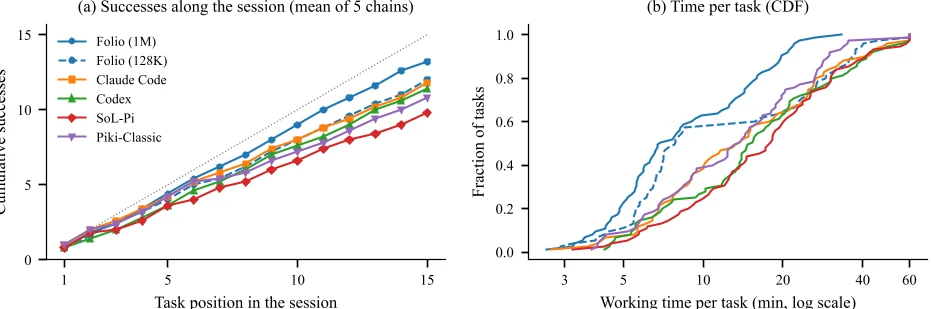 (a) Successes along the session (mean of 5 chains)
Cumulative successes
15
10
5
0
Folio (1M)
Folio (128K)
Claude Code
Codex
SoL-Pi
Piki-Classic
1
5
10
15
Task position in the session
(b) Time per task (CDF)
Fraction of tasks
1.0
0.8
0.6
0.4
0.2
0.0
3
5
10
20
40
60
Working time per task (min, log scale)